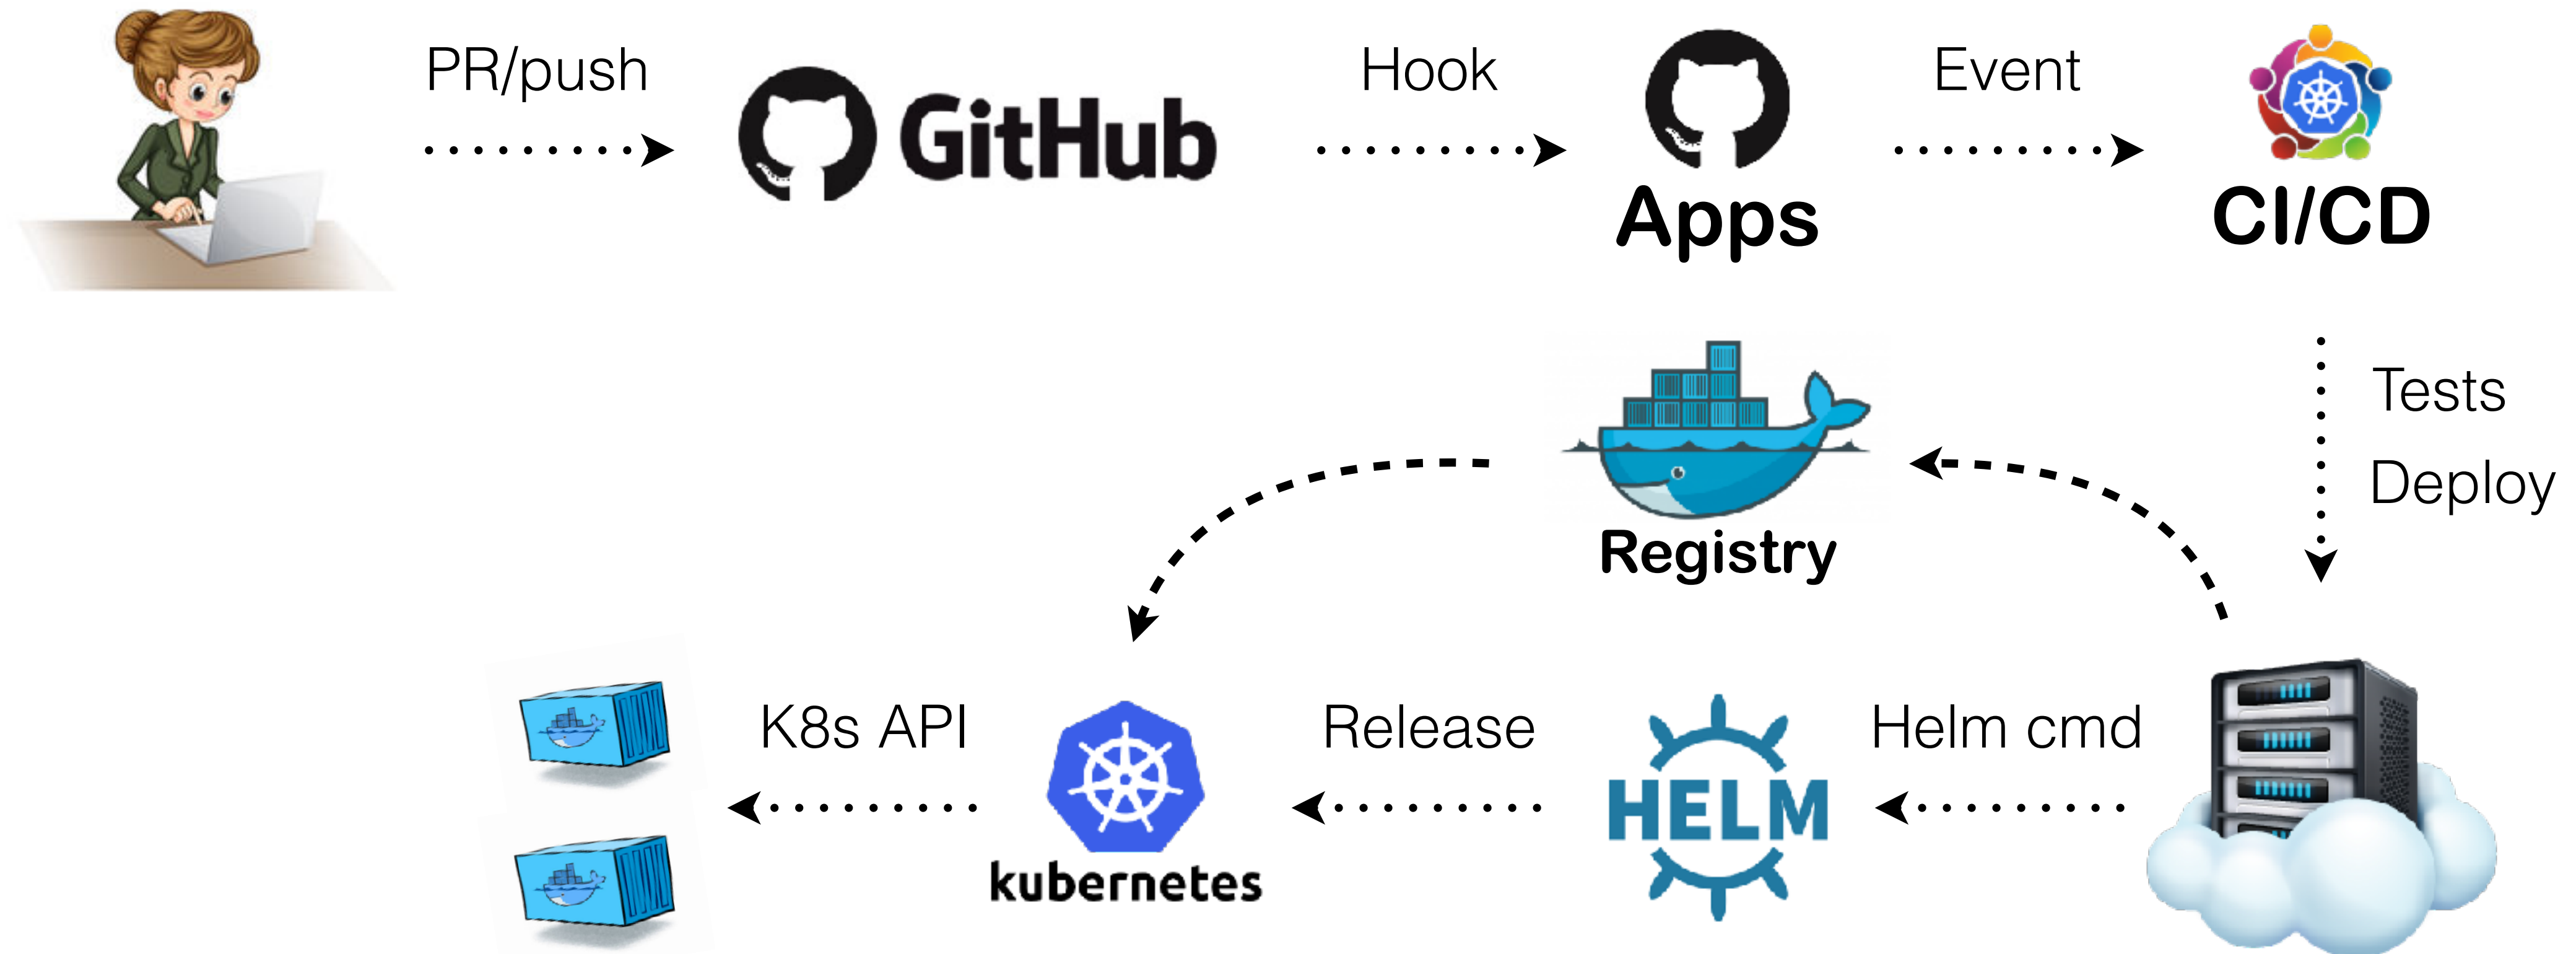 PR/push
GitHub
Hook
Apps
Event
CI/CD
Tests
Deploy
Registry
K8s API
kubernetes
Release
HELM
Helm cmd